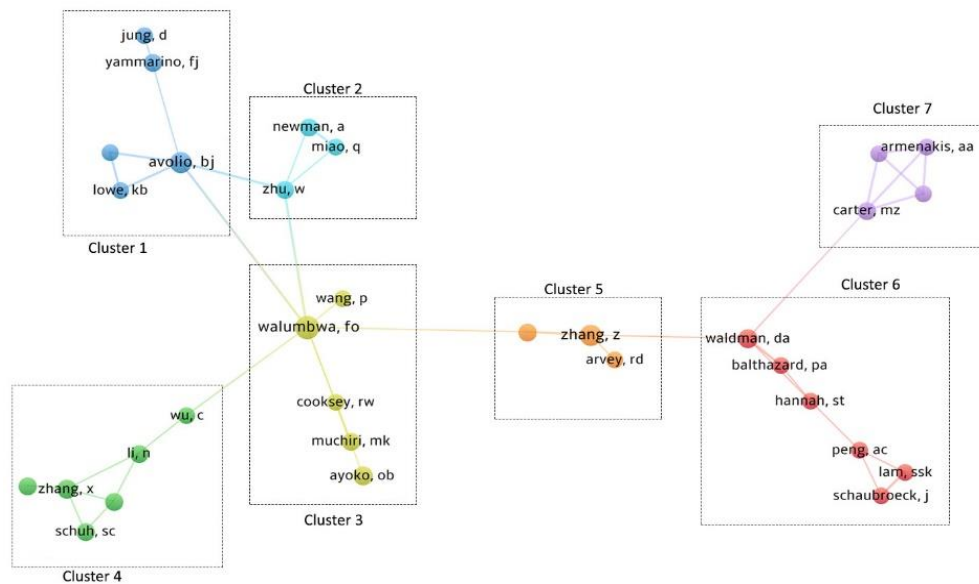 jung, d
yammarino, fj
avolio, bj
lowe, kb
Cluster 1
Cluster 2
newman, a
miao, q
zhu, w
wang, p
walumbwa, fo
cooksey, rw
muchiri, mk
ayoko, ob
Cluster 3
wu, c
li, n
zhang, x
schuh, sc
Cluster 4
Cluster 5
zhang, z
arvey, rd
Cluster 6
waldman, da
balthazard, pa
hannah, st
peng, ac
lam, ssk
schaubroeck, j
Cluster 7
armenakis, aa
carter, mz